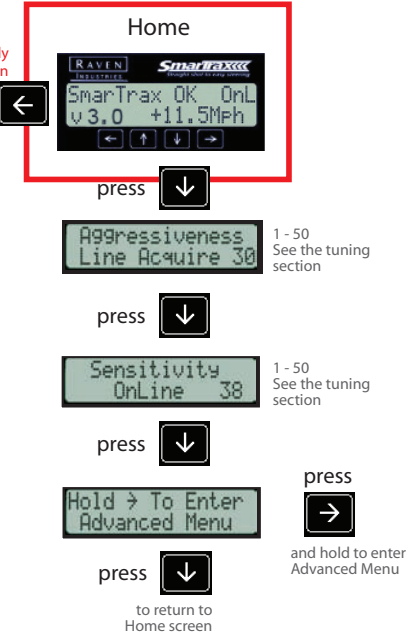 Home
RAVEN
INDUSTRIES
SmarTrax
SmarTrax OK OnL
v3.0 +11.5Mph
press
Aggressiveness
Line Acquire 30
1 - 50
See the tuning
section
press
Sensitivity
OnLine 38
1 - 50
See the tuning
section
press
Hold → To Enter
Advanced Menu
press
and hold to enter
Advanced Menu
press
to return to
Home screen